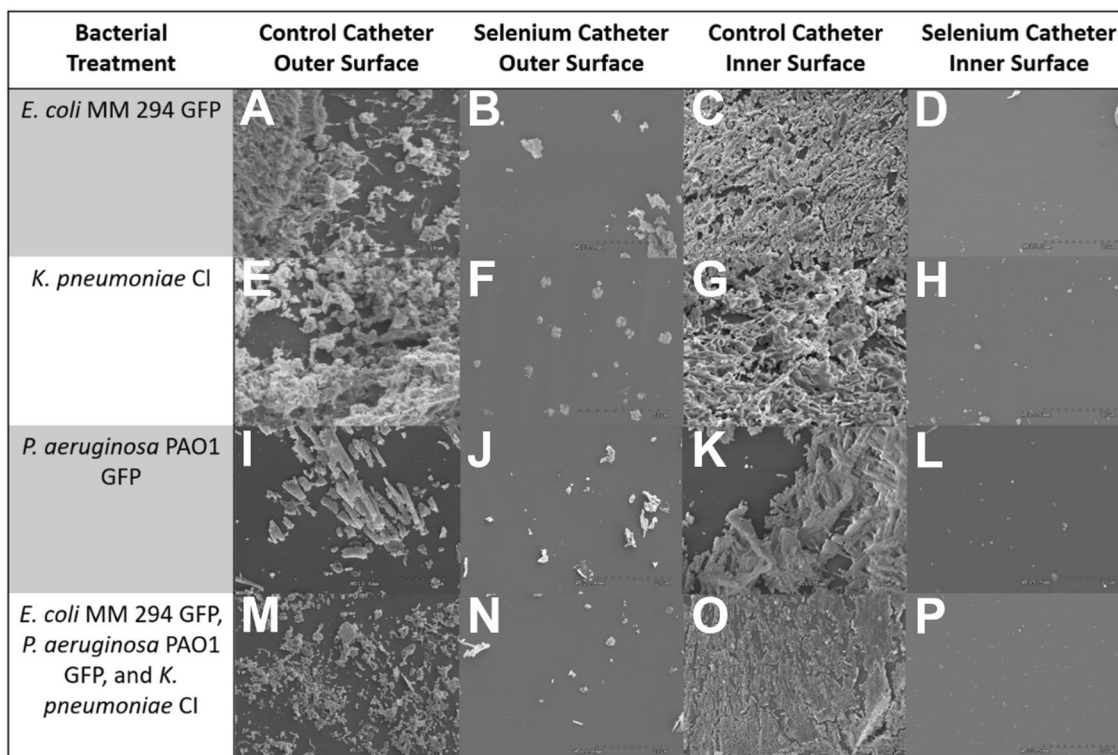 Bacterial Treatment
Control Catheter Outer Surface
Selenium Catheter Outer Surface
Control Catheter Inner Surface
Selenium Catheter Inner Surface
E. coli MM 294 GFP
A
B
C
D
K. pneumoniae CI
E
F
G
H
P. aeruginosa PAO1 GFP
I
J
K
L
E. coli MM 294 GFP,
P. aeruginosa PAO1
GFP, and K.
pneumoniae CI
M
N
O
P